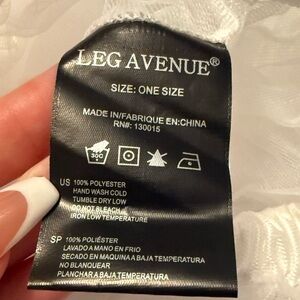 LEG AVENUE®
SIZE: ONE SIZE
MADE IN/FABRIQUE EN:CHINA
RN#: 130015
US 100% POLYESTER
HAND WASH COLD
TUMBLE DRY LOW
DO NOT BLEACH
IRON LOW TEMPERATURE
SP 100% POLIÉSTER
LAVADO A MANO EN FRIO
SECADO EN MAQUINA A BAJA TEMPERATURA
NO BLANQUEAR
PLANCHAR A BAJA TEMPERATURA